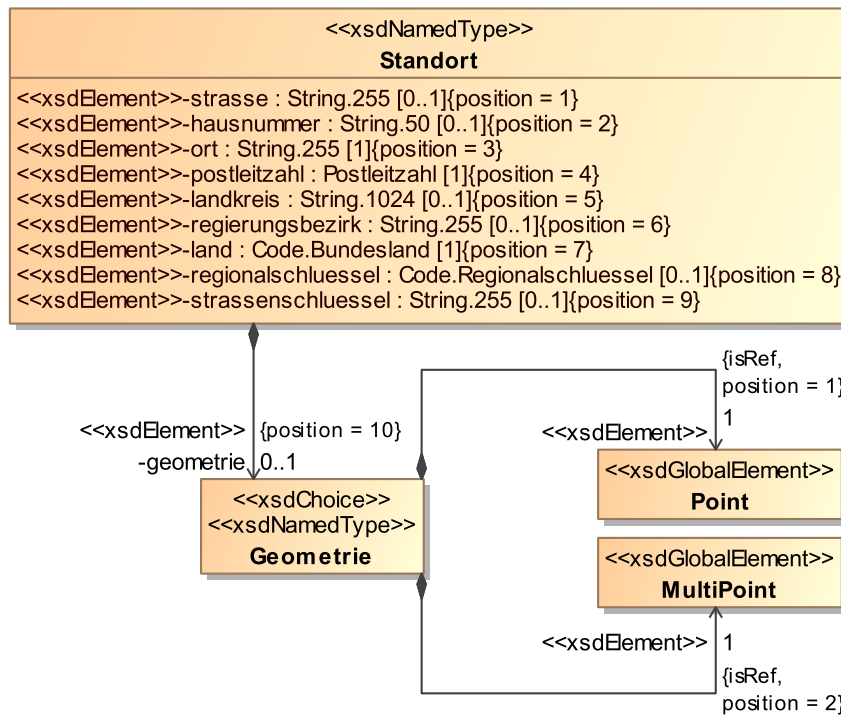 <<xsdNamedType>>
Standort
<<xsdElement>>-strasse : String.255 [0..1]{position = 1}
<<xsdElement>>-hausnummer : String.50 [0..1]{position = 2}
<<xsdElement>>-ort : String.255 [1]{position = 3}
<<xsdElement>>-postleitzahl : Postleitzahl [1]{position = 4}
<<xsdElement>>-landkreis : String.1024 [0..1]{position = 5}
<<xsdElement>>-regierungsbezirk : String.255 [0..1]{position = 6}
<<xsdElement>>-land : Code.Bundesland [1]{position = 7}
<<xsdElement>>-regionalschluessel : Code.Regionalschluessel [0..1]{position = 8}
<<xsdElement>>-strassenschluessel : String.255 [0..1]{position = 9}
{isRef,
position = 1}
1
<<xsdElement>>
<<xsdElement>> {position = 10}
-geometrie 0..1
<<xsdChoice>>
<<xsdNamedType>>
Geometrie
<<xsdGlobalElement>>
Point
<<xsdGlobalElement>>
MultiPoint
<<xsdElement>> 1
{isRef,
position = 2}